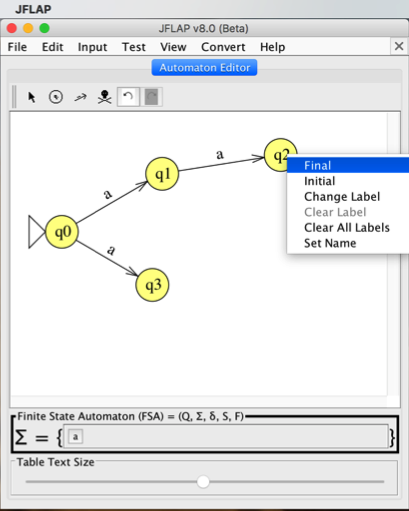 JFLAP
JFLAP v8.0 (Beta)
File Edit Input Test View Convert Help
Automaton Editor
q0
a
q1
a
q2
a
q3
Final
Initial
Change Label
Clear Label
Clear All Labels
Set Name
Finite State Automaton (FSA) = (Q, Σ, δ, S, F)
Σ = { a }
Table Text Size